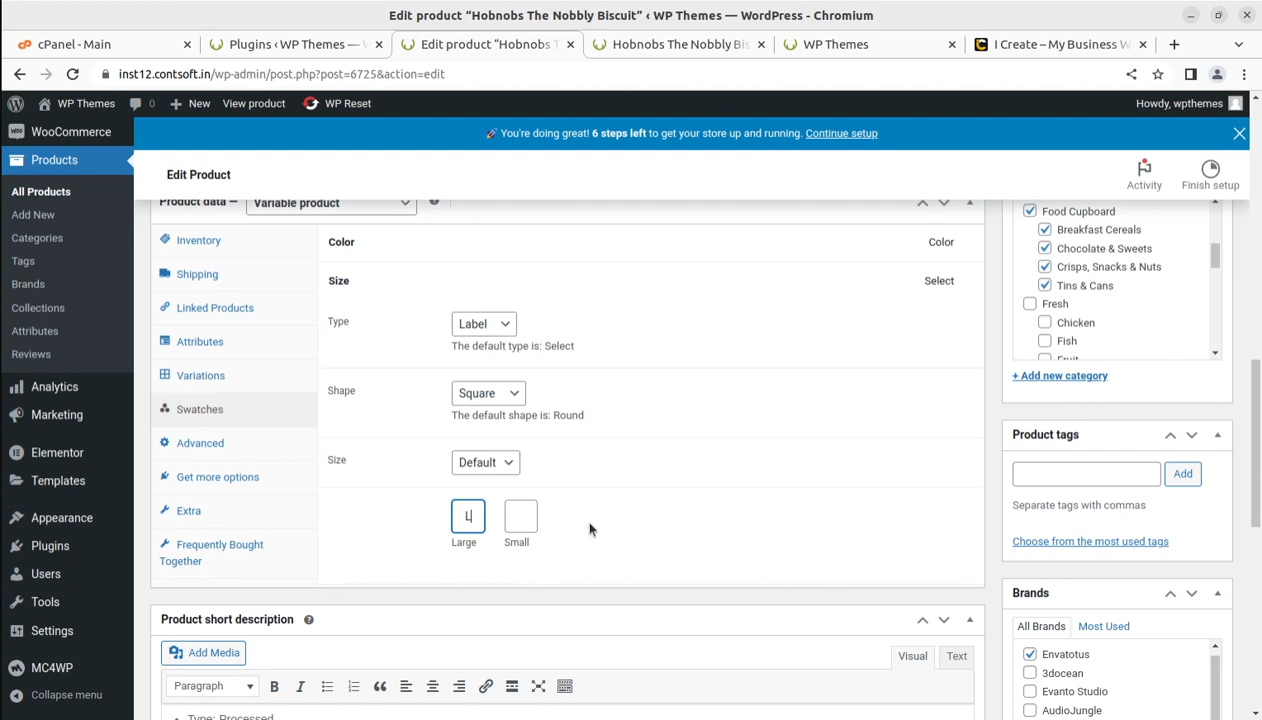 Edit product “Hobnobs The Nobbly Biscuit” ‹ WP Themes — WordPress - Chromium
cPanel - Main
Plugins ‹ WP Themes —
Edit product “Hobnobs
Hobnobs The Nobbly Bis
WP Themes
I Create – My Business W
inst12.contsoft.in/wp-admin/post.php?post=6725&action=edit
WP Themes 0 New View product WP Reset Howdy, wpthemes
WooCommerce
Products
All Products
Add New
Categories
Tags
Brands
Collections
Attributes
Reviews
Analytics
Marketing
Elementor
Templates
Appearance
Plugins
Users
Tools
Settings
MC4WP
Collapse menu
🚀 You're doing great! 6 steps left to get your store up and running. Continue setup
Edit Product
Activity
Finish setup
Product data — Variable product
Inventory
Shipping
Linked Products
Attributes
Variations
Swatches
Advanced
Get more options
Extra
Frequently Bought
Together
Color Color
Size Select
Type Label
The default type is: Select
Shape Square
The default shape is: Round
Size Default
L
Large Small
Product short description
Add Media
Visual Text
Paragraph
Type: Processed
Food Cupboard
Breakfast Cereals
Chocolate & Sweets
Crisps, Snacks & Nuts
Tins & Cans
Fresh
Chicken
Fish
Fruit
+ Add new category
Product tags
Add
Separate tags with commas
Choose from the most used tags
Brands
All Brands Most Used
Envatotus
3docean
Evanto Studio
AudioJungle